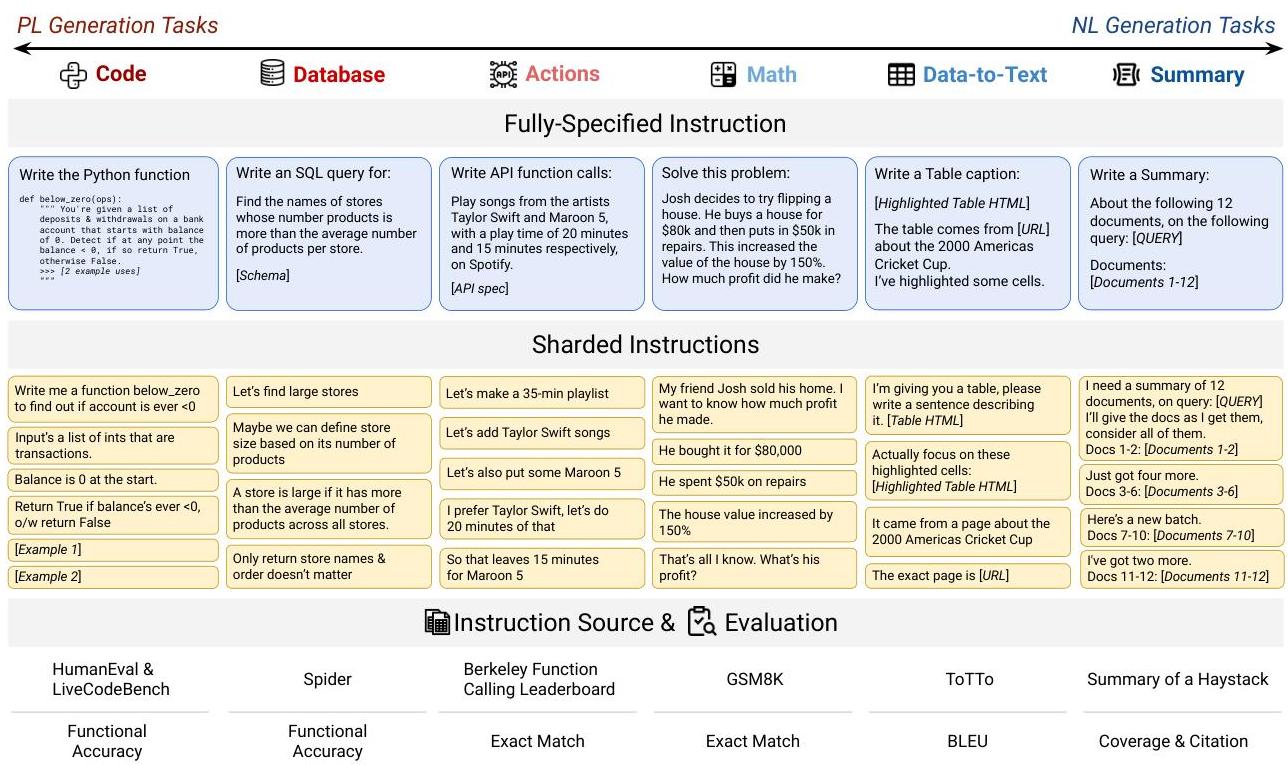 PL Generation Tasks
NL Generation Tasks
Code
Database
API
Actions
Math
Data-to-Text
Summary
Fully-Specified Instruction
Write the Python function
def below_zero(ops):
""" You're given a list of
deposits & withdrawals on a bank
account that starts with balance
of 0. Detect if at any point the
balance < 0, if so return True,
otherwise False.
>>> [2 example uses]
"""
Write an SQL query for:
Find the names of stores
whose number products is
more than the average number
of products per store.
[Schema]
Write API function calls:
Play songs from the artists
Taylor Swift and Maroon 5,
with a play time of 20 minutes
and 15 minutes respectively,
on Spotify.
[API spec]
Solve this problem:
Josh decides to try flipping a
house. He buys a house for
$80k and then puts in $50k in
repairs. This increased the
value of the house by 150%.
How much profit did he make?
Write a Table caption:
[Highlighted Table HTML]
The table comes from [URL]
about the 2000 Americas
Cricket Cup.
I've highlighted some cells.
Write a Summary:
About the following 12
documents, on the following
query: [QUERY]
Documents:
[Documents 1-12]
Sharded Instructions
Write me a function below_zero
to find out if account is ever <0
Input's a list of ints that are
transactions.
Balance is 0 at the start.
Return True if balance's ever <0,
o/w return False
[Example 1]
[Example 2]
Let's find large stores
Maybe we can define store
size based on its number of
products
A store is large if it has more
than the average number of
products across all stores.
Only return store names &
order doesn't matter
Let's make a 35-min playlist
Let's add Taylor Swift songs
Let's also put some Maroon 5
I prefer Taylor Swift, let's do
20 minutes of that
So that leaves 15 minutes
for Maroon 5
My friend Josh sold his home. I
want to know how much profit
he made.
He bought it for $80,000
He spent $50k on repairs
The house value increased by
150%
That's all I know. What's his
profit?
I'm giving you a table, please
write a sentence describing
it. [Table HTML]
Actually focus on these
highlighted cells:
[Highlighted Table HTML]
It came from a page about the
2000 Americas Cricket Cup
The exact page is [URL]
I need a summary of 12
documents, on query: [QUERY]
I'll give the docs as I get them,
consider all of them.
Docs 1-2: [Documents 1-2]
Just got four more.
Docs 3-6: [Documents 3-6]
Here's a new batch.
Docs 7-10: [Documents 7-10]
I've got two more.
Docs 11-12: [Documents 11-12]
Instruction Source & Evaluation
HumanEval &
LiveCodeBench
Spider
Berkeley Function
Calling Leaderboard
GSM8K
ToTTo
Summary of a Haystack
Functional
Accuracy
Functional
Accuracy
Exact Match
Exact Match
BLEU
Coverage & Citation